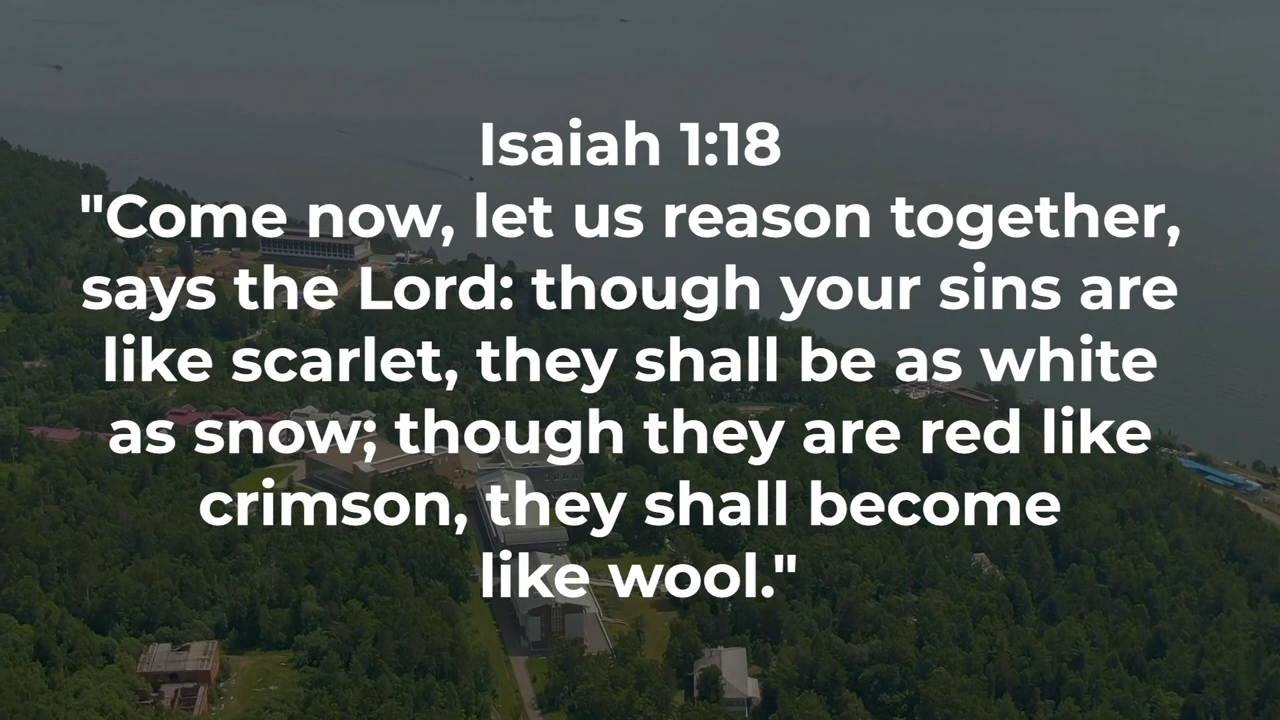 Isaiah 1:18
"Come now, let us reason together,
says the Lord: though your sins are
like scarlet, they shall be as white
as snow; though they are red like
crimson, they shall become
like wool."